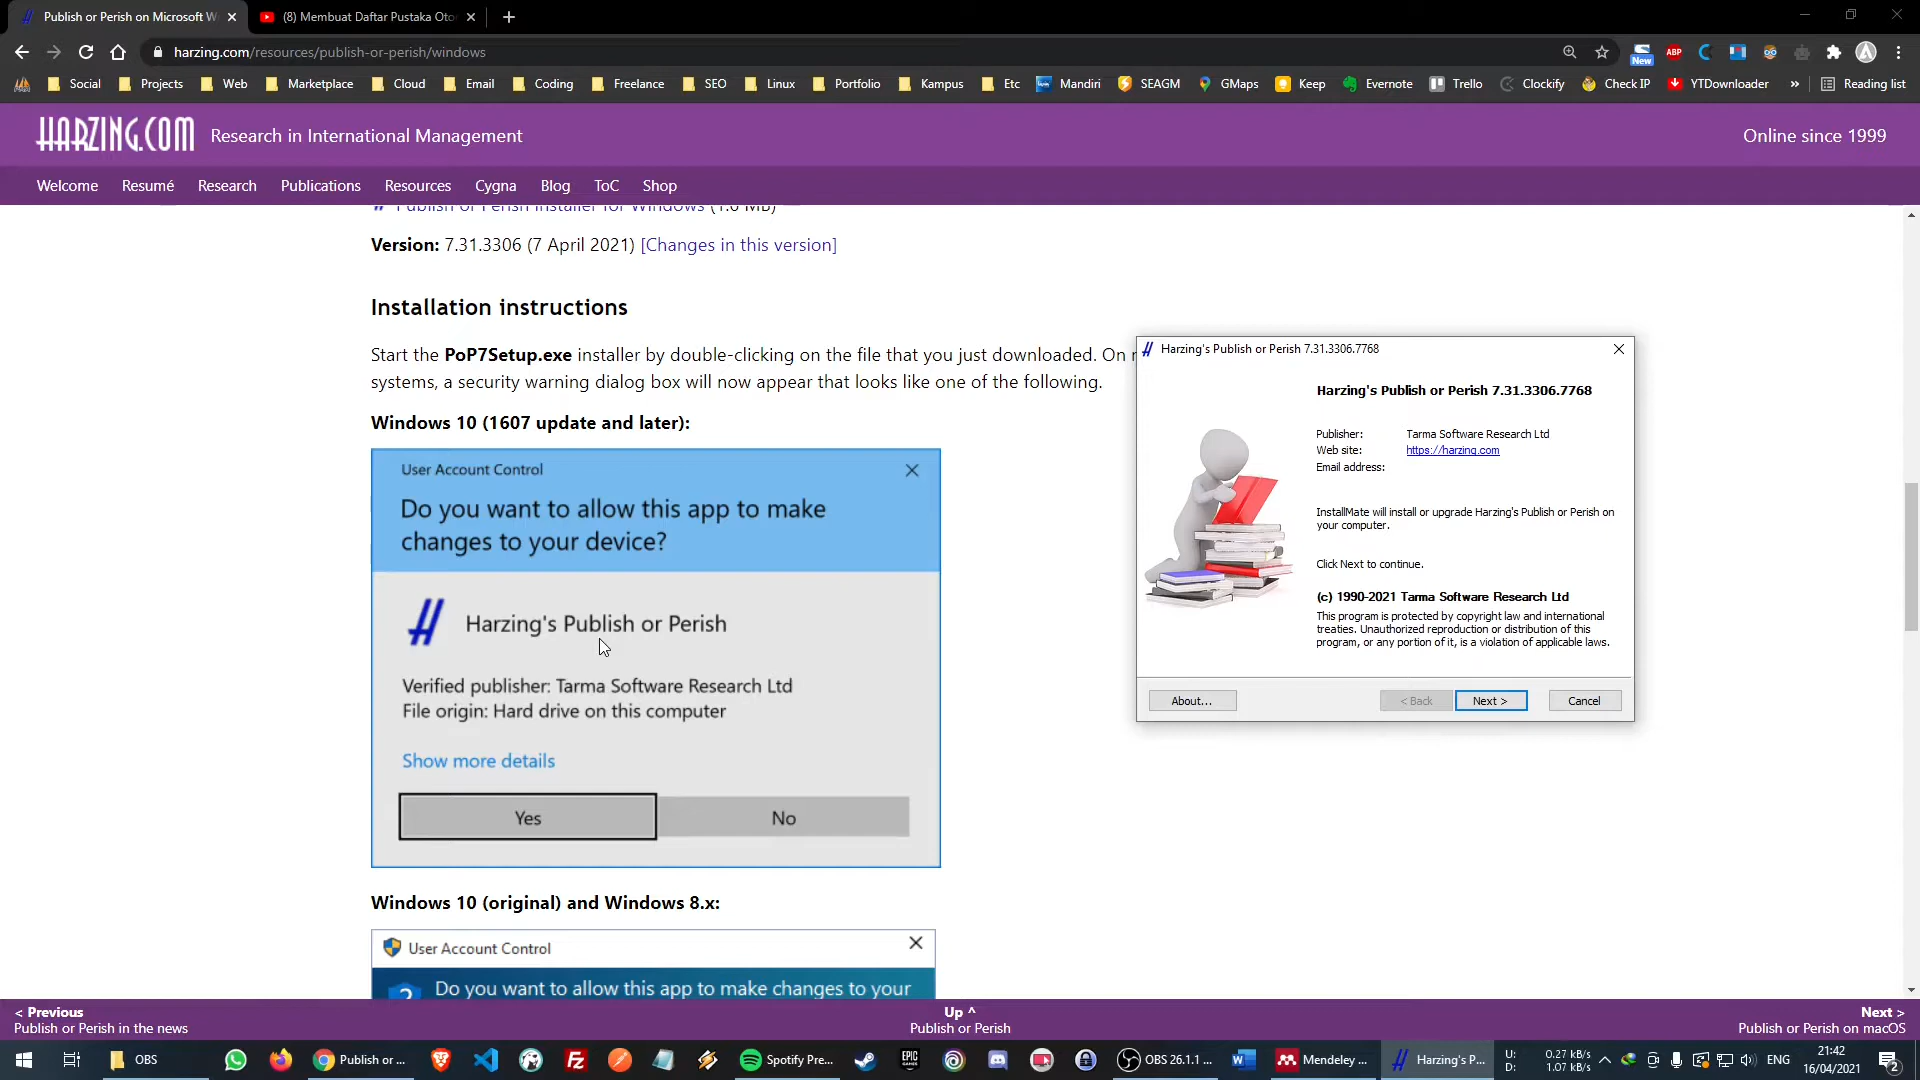 Publish or Perish on Microsoft W
(8) Membuat Daftar Pustaka Oto
harzing.com/resources/publish-or-perish/windows
New
ABP
Social
Projects
Web
Marketplace
Cloud
Email
Coding
Freelance
SEO
Linux
Portfolio
Kampus
Etc
Mandiri
SEAGM
GMaps
Keep
Evernote
Trello
Clockify
Check IP
YTDownloader
»
Reading list
HARZING.COM Research in International Management
Online since 1999
Welcome Resumé Research Publications Resources Cygna Blog ToC Shop
Publish or Perish Installer for Windows (1.6 MB)
Version: 7.31.3306 (7 April 2021) [Changes in this version]
Installation instructions
Start the PoP7Setup.exe installer by double-clicking on the file that you just downloaded. On
systems, a security warning dialog box will now appear that looks like one of the following.
Windows 10 (1607 update and later):
User Account Control
Do you want to allow this app to make
changes to your device?
Harzing's Publish or Perish
Verified publisher: Tarma Software Research Ltd
File origin: Hard drive on this computer
Show more details
Yes
No
Windows 10 (original) and Windows 8.x:
User Account Control
Do you want to allow this app to make changes to your
Harzing's Publish or Perish 7.31.3306.7768
Harzing's Publish or Perish 7.31.3306.7768
Publisher: Tarma Software Research Ltd
Web site: https://harzing.com
Email address:
InstallMate will install or upgrade Harzing's Publish or Perish on
your computer.
Click Next to continue.
(c) 1990-2021 Tarma Software Research Ltd
This program is protected by copyright law and international
treaties. Unauthorized reproduction or distribution of this
program, or any portion of it, is a violation of applicable laws.
About...
< Back
Next >
Cancel
< Previous
Publish or Perish in the news
Up ^
Publish or Perish
Next >
Publish or Perish on macOS
OBS
Publish or ...
Spotify Pre...
EPIC
GAMES
OBS 26.1.1 ...
Mendeley ...
Harzing's P...
U: 0.27 kB/s
D: 1.07 kB/s
ENG
21:42
16/04/2021
2